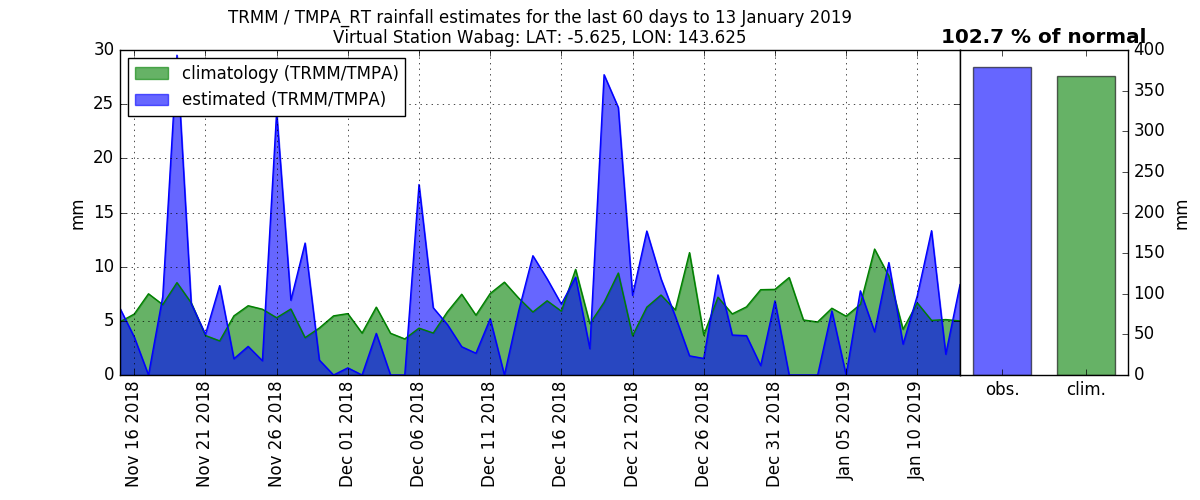 TRMM / TMPA_RT rainfall estimates for the last 60 days to 13 January 2019
Virtual Station Wabag: LAT: -5.625, LON: 143.625
102.7 % of normal
climatology (TRMM/TMPA)
estimated (TRMM/TMPA)
30
25
20
15
10
5
0
mm
Nov 16 2018
Nov 21 2018
Nov 26 2018
Dec 01 2018
Dec 06 2018
Dec 11 2018
Dec 16 2018
Dec 21 2018
Dec 26 2018
Dec 31 2018
Jan 05 2019
Jan 10 2019
obs.
clim.
400
350
300
250
200
150
100
50
0
mm